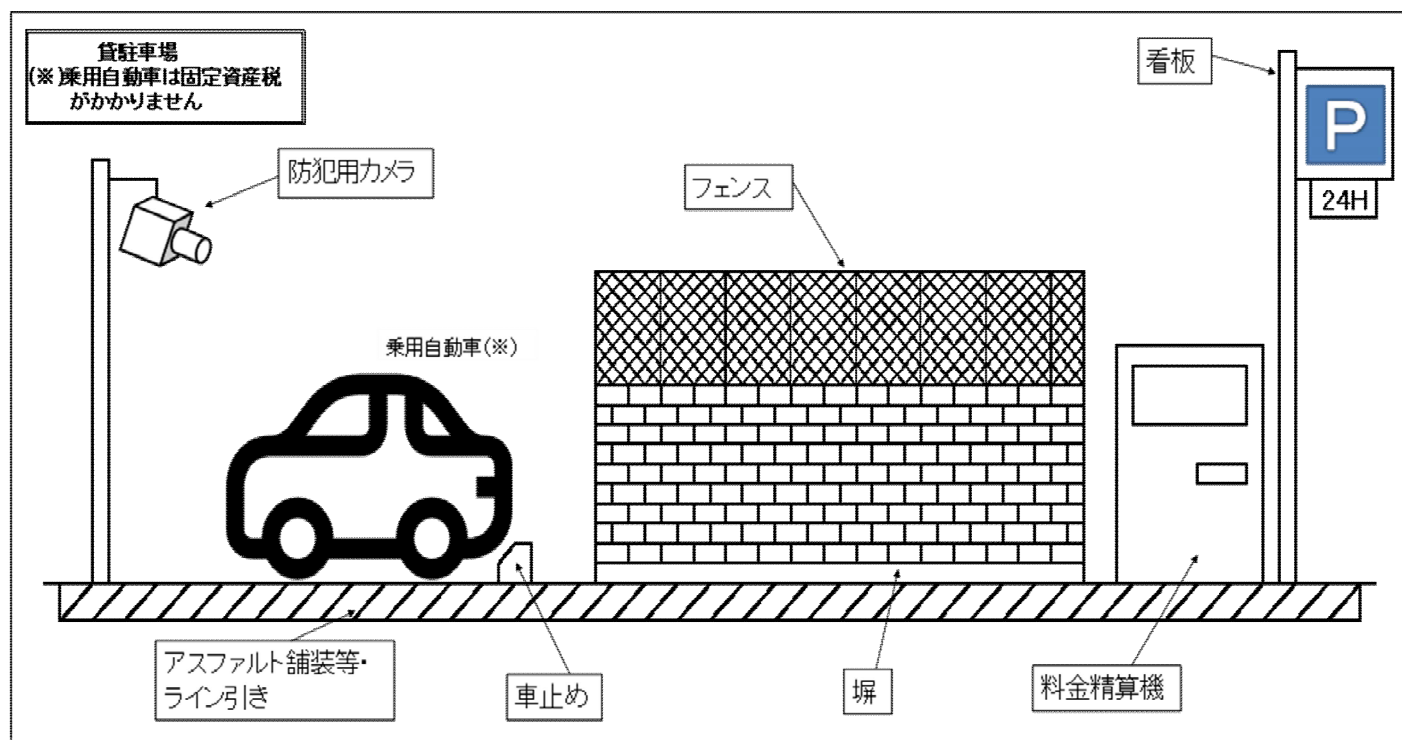 貸駐車場
(※)乗用自動車は固定資産税
がかかりません
看板
P
24H
防犯用カメラ
フェンス
乗用自動車(※)
アスファルト舗装等・
ライン引き
車止め
塀
料金精算機